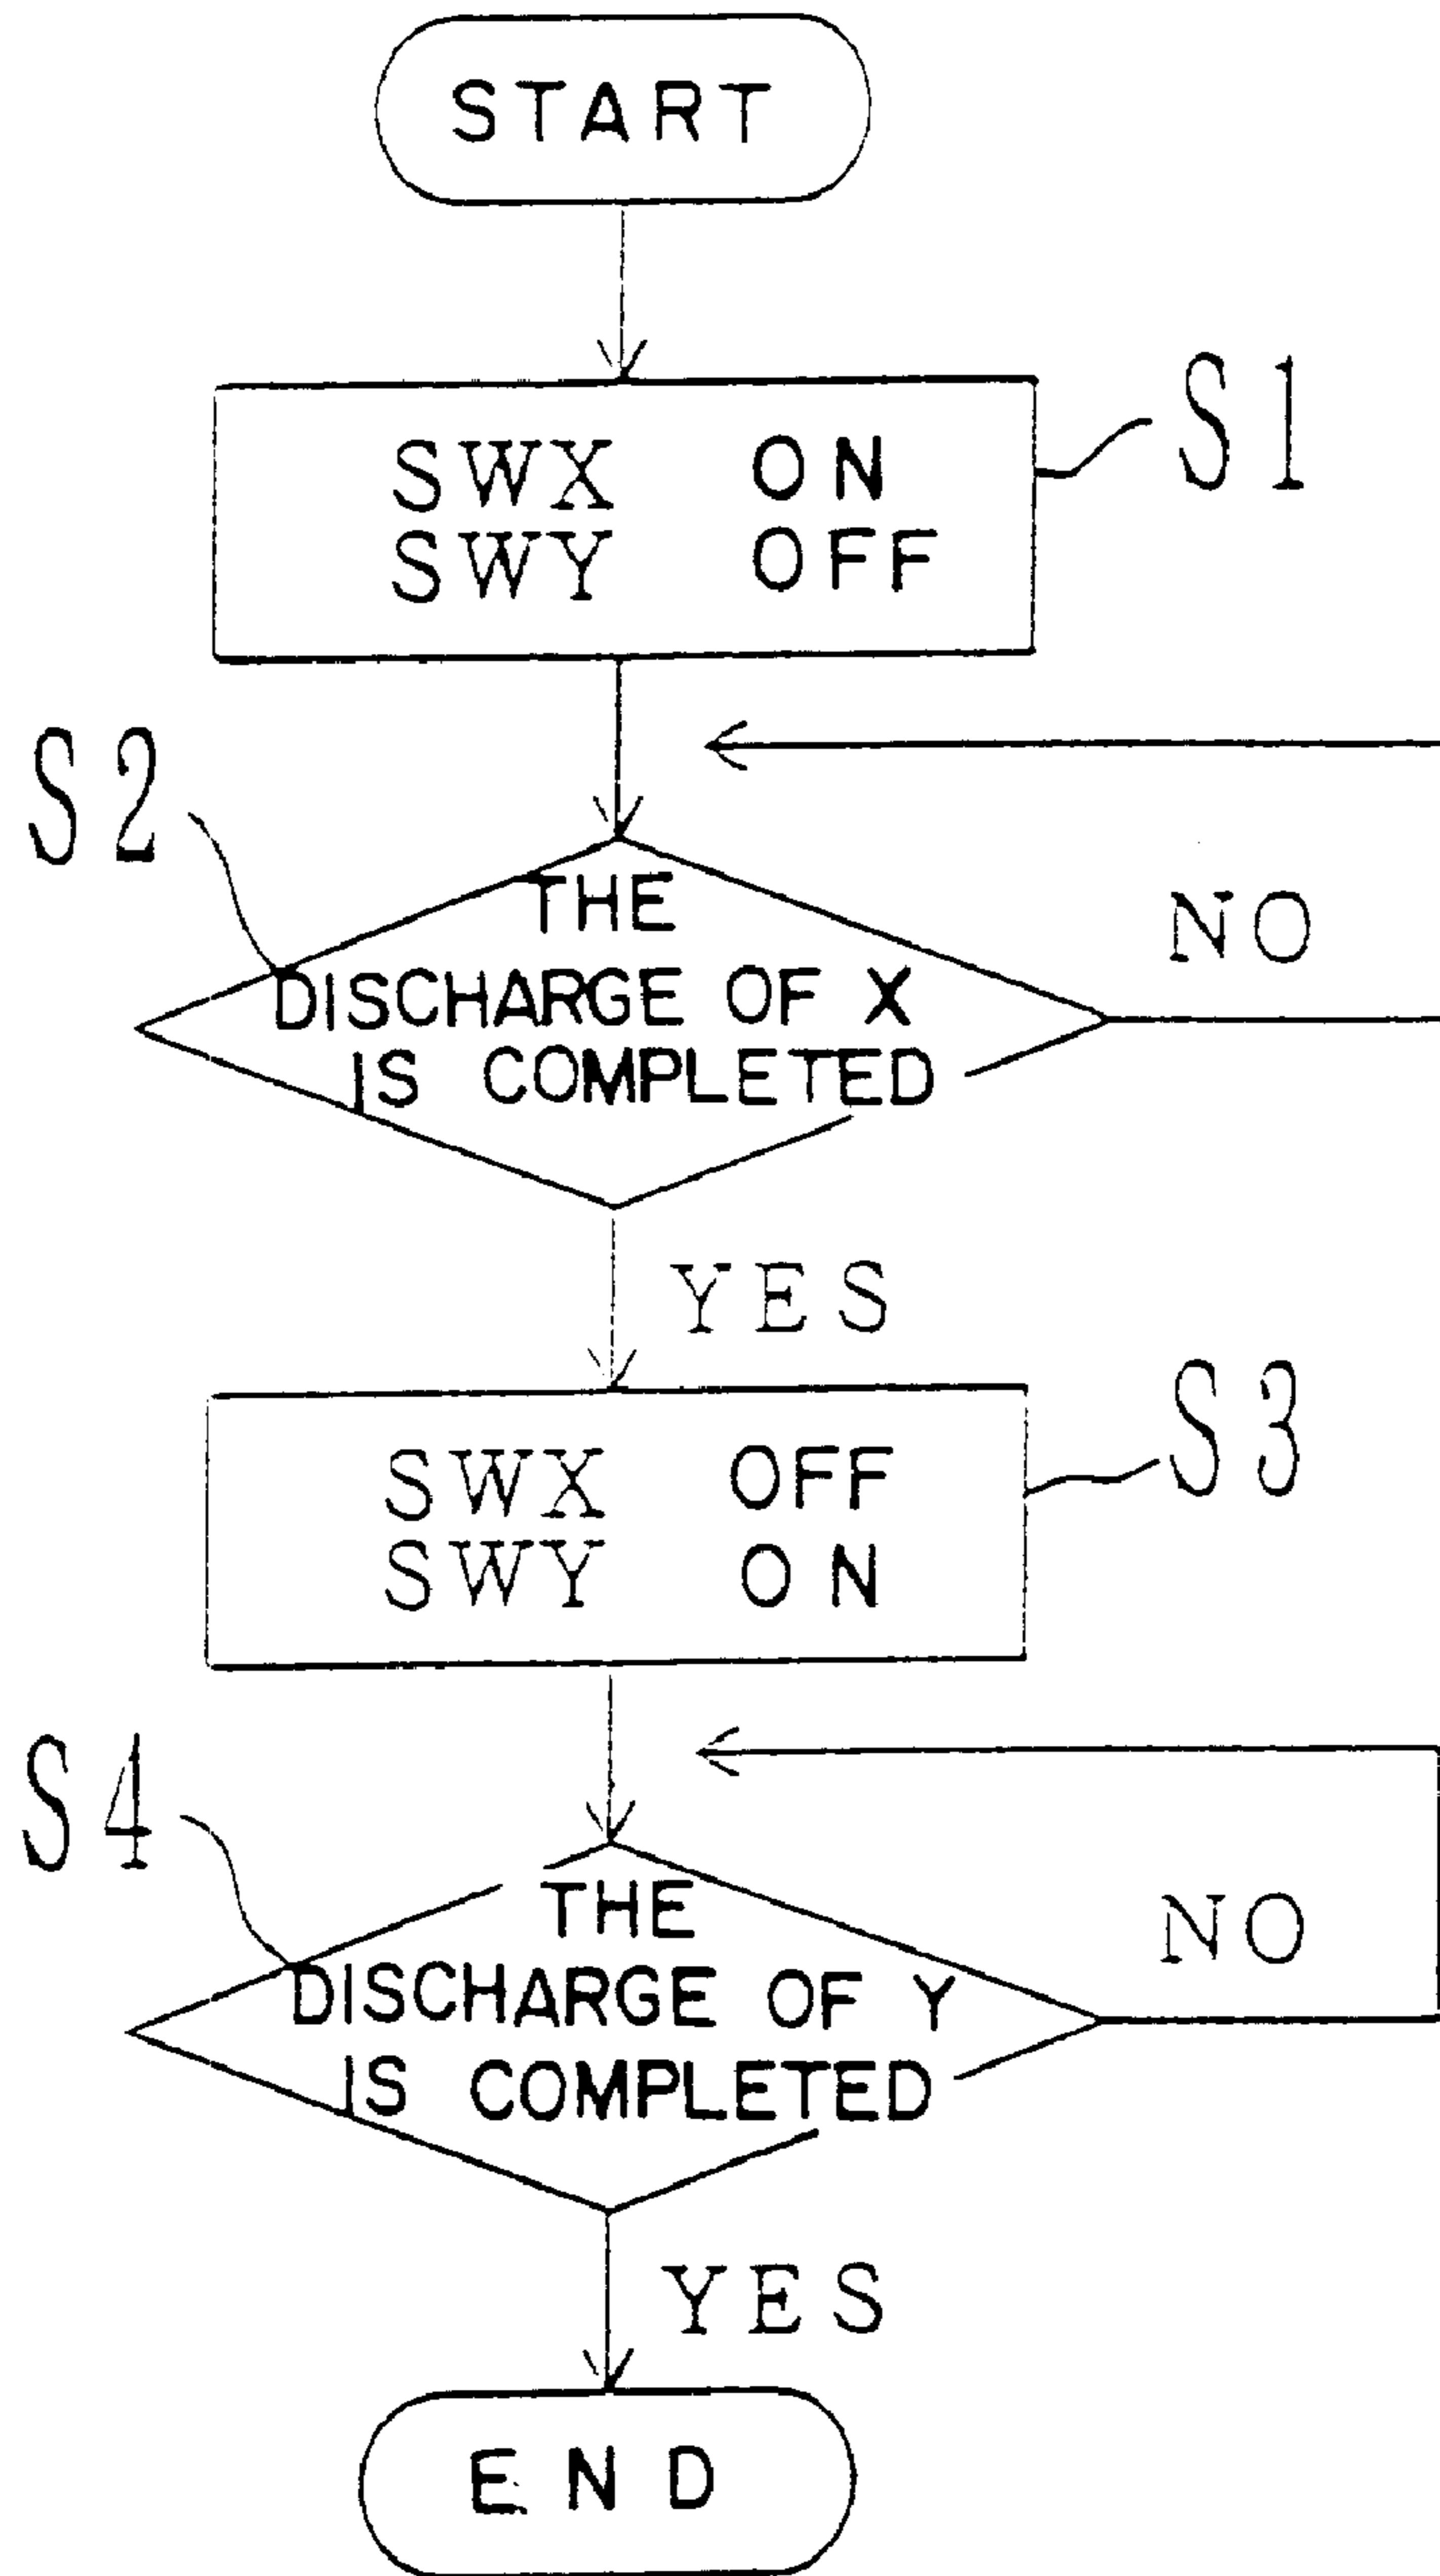 START
SWX ON
S1
SWY OFF
S2
THE
NO
DISCHARGE OF X
IS COMPLETED
YES
S3
SWX OFF
SWY ON
S4
THE
NO
DISCHARGE OF Y
IS COMPLETED
YES
END